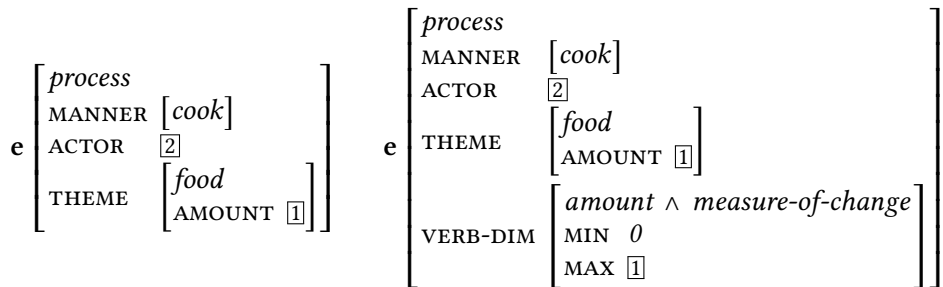 e
process
MANNER [cook]
ACTOR 2
THEME [food
AMOUNT 1]
e
process
MANNER [cook]
ACTOR 2
THEME [food
AMOUNT 1]
VERB-DIM [amount ∧ measure-of-change
MIN 0
MAX 1]